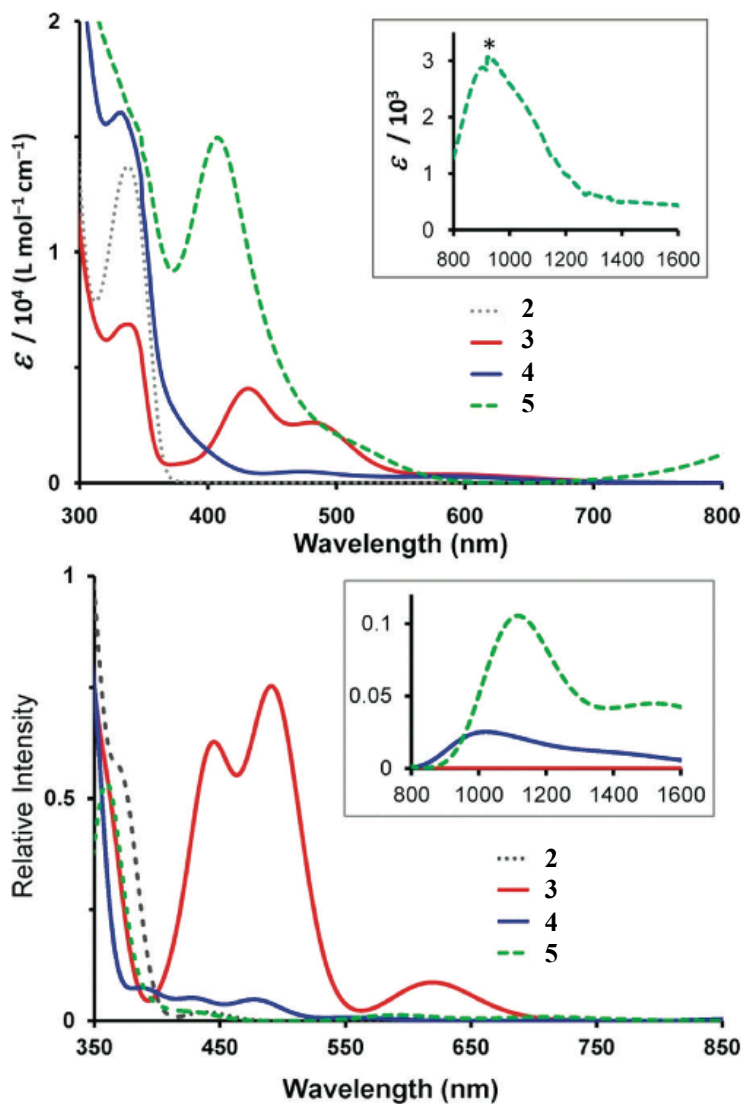 2
1
0
300 400 500 600 700 800
Wavelength (nm)
ε / 10⁴ (L mol⁻¹ cm⁻¹)
3
2
1
0
800 1000 1200 1400 1600
ε / 10³
*
2
3
4
5
1
0.5
0
350 450 550 650 750 850
Wavelength (nm)
Relative Intensity
0.1
0.05
0
800 1000 1200 1400 1600
2
3
4
5